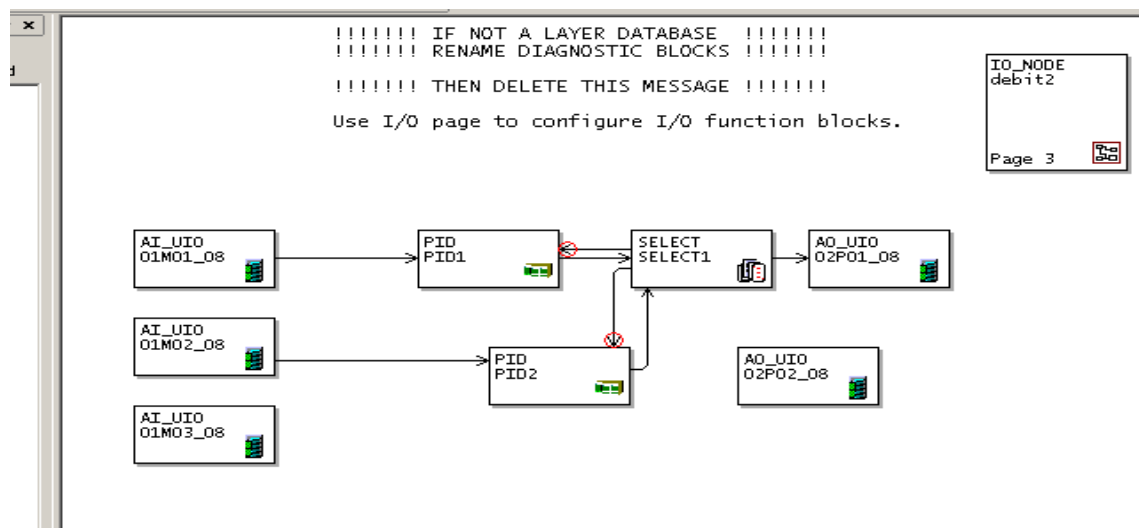 !!!!!!! IF NOT A LAYER DATABASE !!!!!!!
!!!!!!! RENAME DIAGNOSTIC BLOCKS !!!!!!!
!!!!!!! THEN DELETE THIS MESSAGE !!!!!!!
Use I/O page to configure I/O function blocks.
IO_NODE
debit2
Page 3
AI_UIO
01M01_08
PID
PID1
SELECT
SELECT1
AO_UIO
02P01_08
AI_UIO
01M02_08
PID
PID2
AO_UIO
02P02_08
AI_UIO
01M03_08